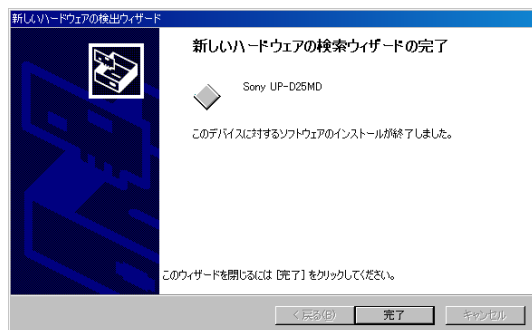 新しいハードウェアの検出ウィザード
新しいハードウェアの検索ウィザードの完了
Sony UP-D25MD
このデバイスに対するソフトウェアのインストールが終了しました。
このウィザードを閉じるには [完了] をクリックしてください。
< 戻る(B)
完了
キャンセル